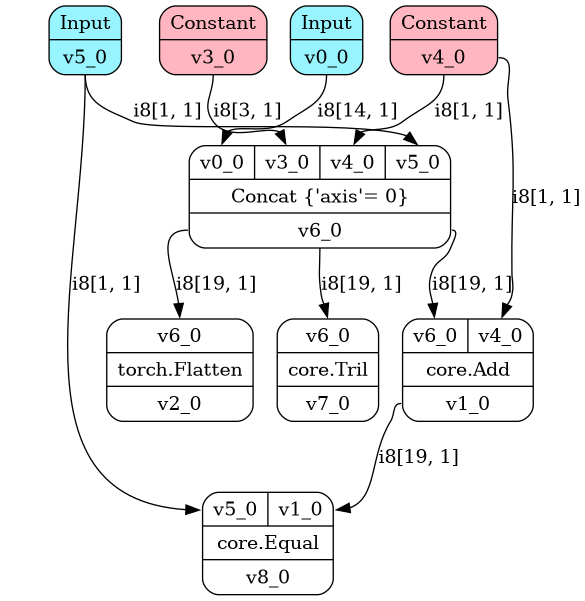 Input Constant Input Constant
v5_0 v3_0 v0_0 v4_0
i8[1, 1] i8[3, 1] i8[14, 1] i8[1, 1]
v0_0 v3_0 v4_0 v5_0
Concat {'axis'= 0}
v6_0
i8[1, 1]
i8[1, 1] i8[19, 1] i8[19, 1] i8[19, 1]
v6_0 v6_0 v6_0 v4_0
torch.Flatten core.Tril core.Add
v2_0 v7_0 v1_0
i8[19, 1]
v5_0 v1_0
core.Equal
v8_0